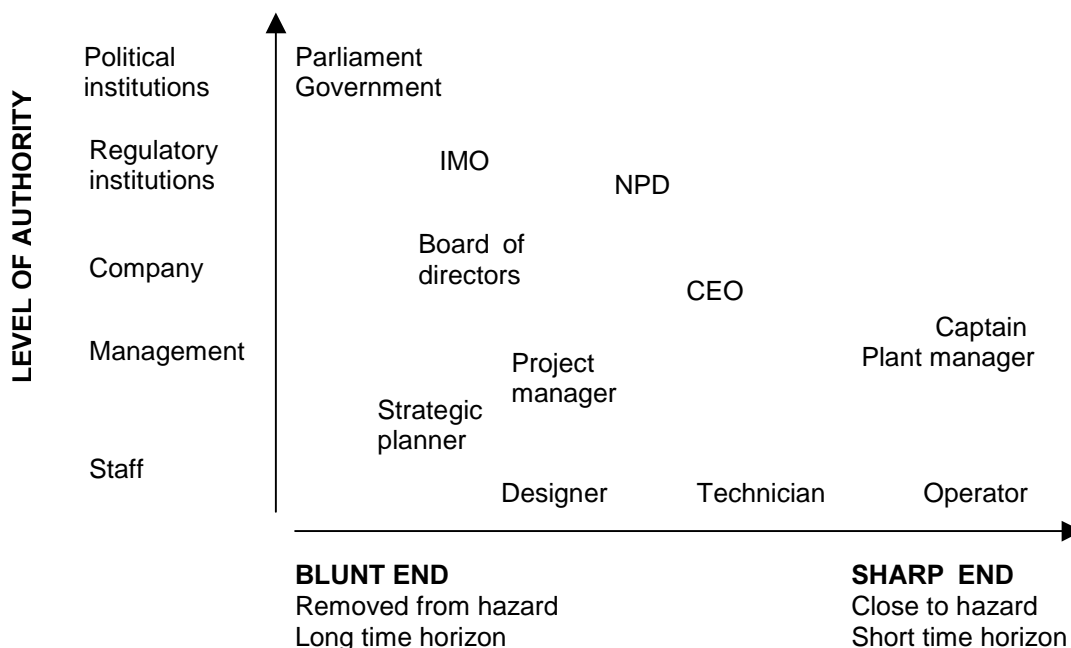 LEVEL OF AUTHORITY
Political
institutions
Parliament
Government
Regulatory
institutions
IMO
NPD
Company
Board of
directors
CEO
Management
Captain
Plant manager
Project
manager
Strategic
planner
Staff
Designer
Technician
Operator
BLUNT END
Removed from hazard
Long time horizon
SHARP END
Close to hazard
Short time horizon